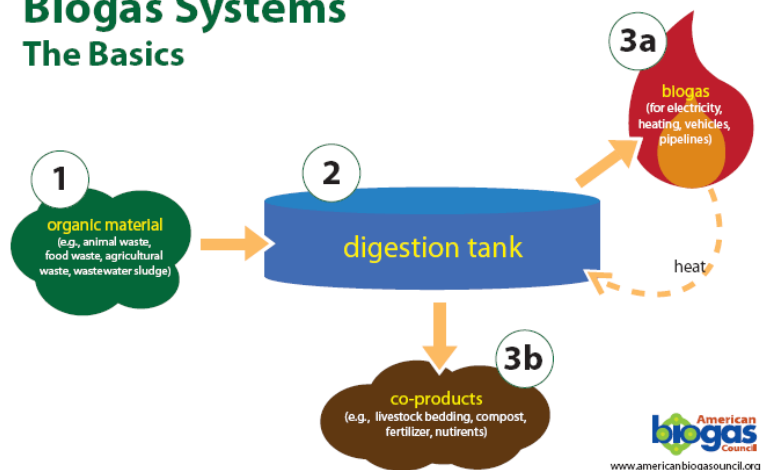 Biogas Systems
The Basics
1
organic material
(e.g., animal waste,
food waste, agricultural
waste, wastewater sludge)
2
digestion tank
3a
biogas
(for electricity,
heating, vehicles,
pipelines)
heat
3b
co-products
(e.g., livestock bedding, compost,
fertilizer, nutirents)
American
biogas
Council
www.americanbiogasouncil.org